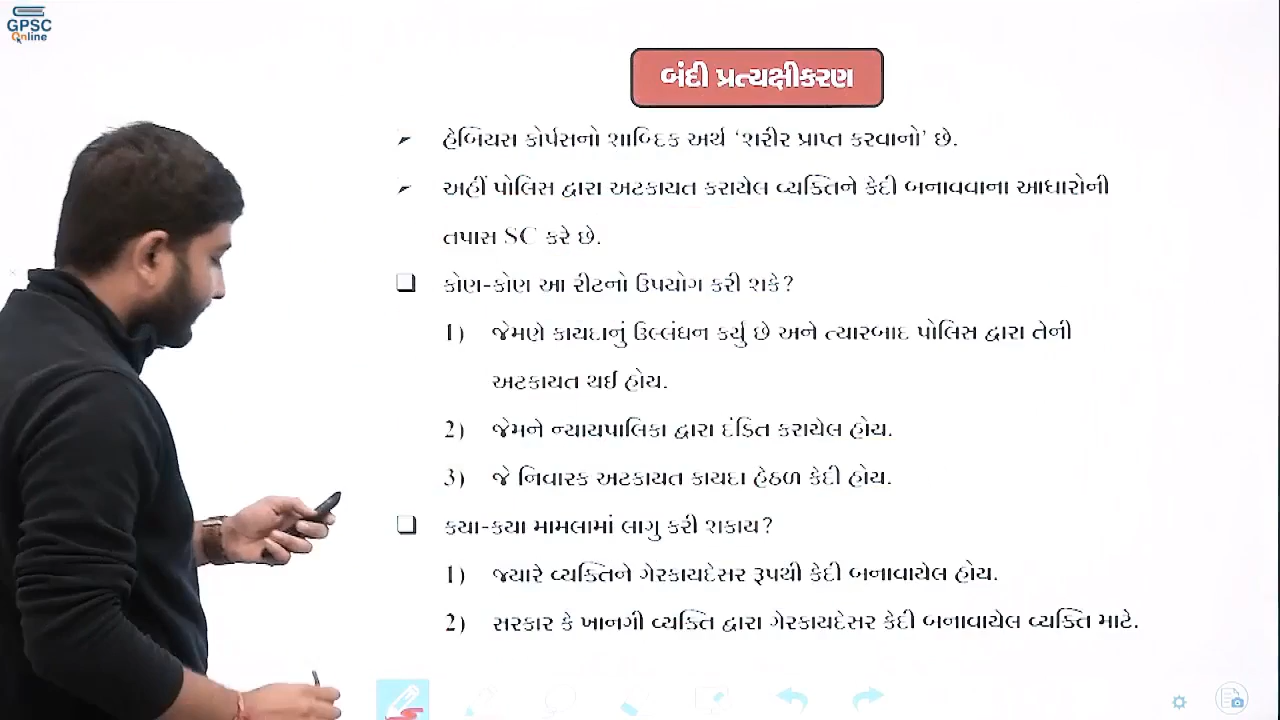 GPSC
Online
બંદી પ્રત્યક્ષીકરણ
➢ હેબિયસ કોર્પસનો શાબ્દિક અર્થ ‘શરીર પ્રાપ્ત કરવાનો’ છે.
➢ અહીં પોલિસ દ્વારા અટકાયત કરાયેલ વ્યક્તિને કેદી બનાવવાના આધારોની
તપાસ SC કરે છે.
❑ કોણ-કોણ આ રીટનો ઉપયોગ કરી શકે?
1) જેમણે કાયદાનું ઉલ્લંઘન કર્યુ છે અને ત્યારબાદ પોલિસ દ્વારા તેની
અટકાયત થઈ હોય.
2) જેમને ન્યાયપાલિકા દ્વારા દંડિત કરાયેલ હોય.
3) જે નિવારક અટકાયત કાયદા હેઠળ કેદી હોય.
❑ કયા-કયા મામલામાં લાગુ કરી શકાય?
1) જ્યારે વ્યક્તિને ગેરકાયદેસર રૂપથી કેદી બનાવાયેલ હોય.
2) સરકાર કે ખાનગી વ્યક્તિ દ્વારા ગેરકાયદેસર કેદી બનાવાયેલ વ્યક્તિ માટે.